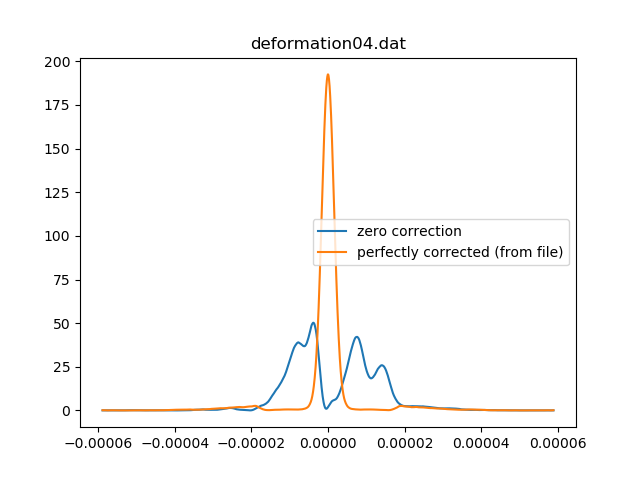 deformation04.dat
200
175
150
125
100
75
50
25
0
zero correction
perfectly corrected (from file)
−0.00006 −0.00004 −0.00002 0.00000 0.00002 0.00004 0.00006